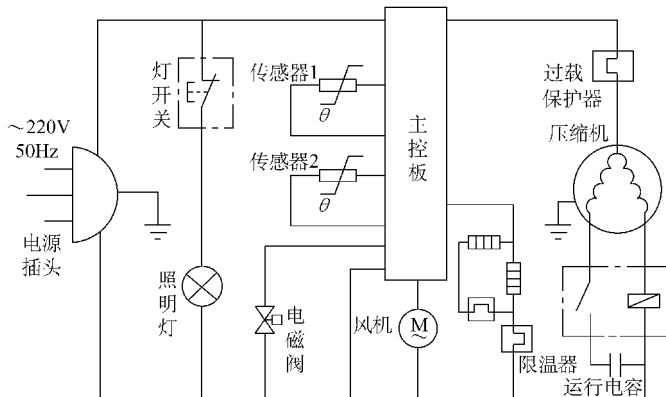 灯开关
传感器1
θ
传感器2
θ
主控板
过载
保护器
压缩机
～220V
50Hz
电源
插头
照明灯
电磁阀
风机
M
~
限温器
运行电容